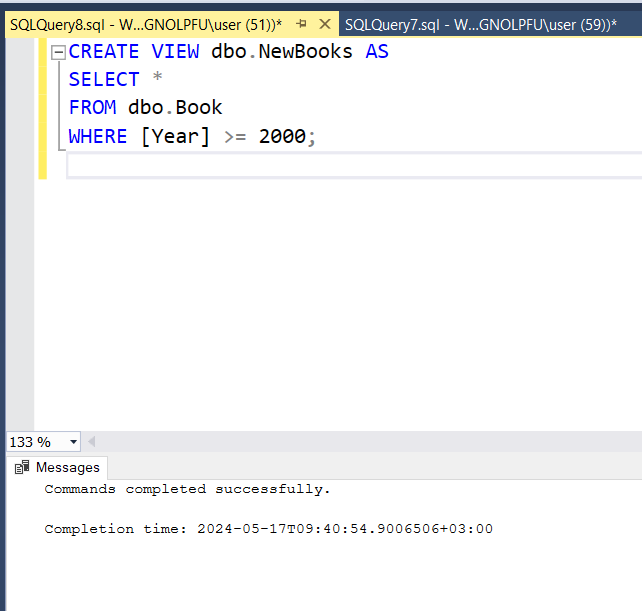 SQLQuery8.sql - W...GNOLPFU\user (51))* SQLQuery7.sql - W...GNOLPFU\user (59))*
CREATE VIEW dbo.NewBooks AS
SELECT *
FROM dbo.Book
WHERE [Year] >= 2000;
133 %
Messages
Commands completed successfully.
Completion time: 2024-05-17T09:40:54.9006506+03:00